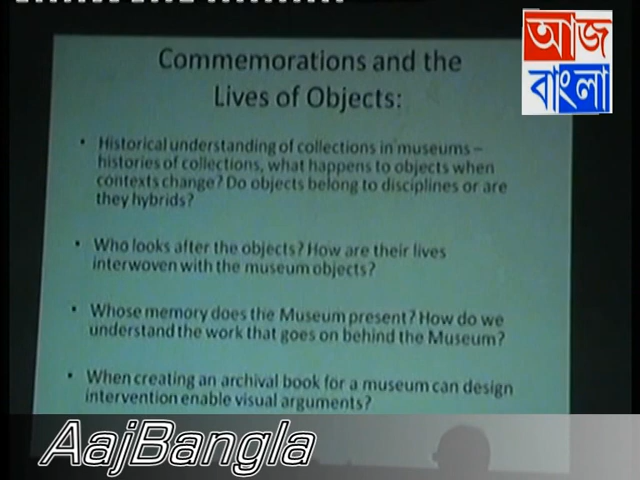 আজ
বাংলা
Commemorations and the
Lives of Objects:
• Historical understanding of collections in museums –
histories of collections, what happens to objects when
contexts change? Do objects belong to disciplines or are
they hybrids?
• Who looks after the objects? How are their lives
interwoven with the museum objects?
• Whose memory does the Museum present? How do we
understand the work that goes on behind the Museum?
• When creating an archival book for a museum can design
intervention enable visual arguments?
AajBangla